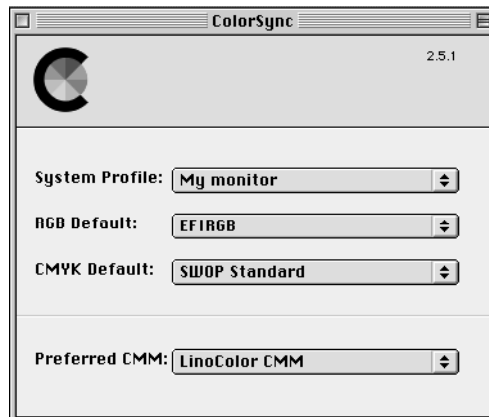 ColorSync
2.5.1
System Profile: My monitor
RGB Default: EFIRGB
CMYK Default: SWOP Standard
Preferred CMM: LinoColor CMM